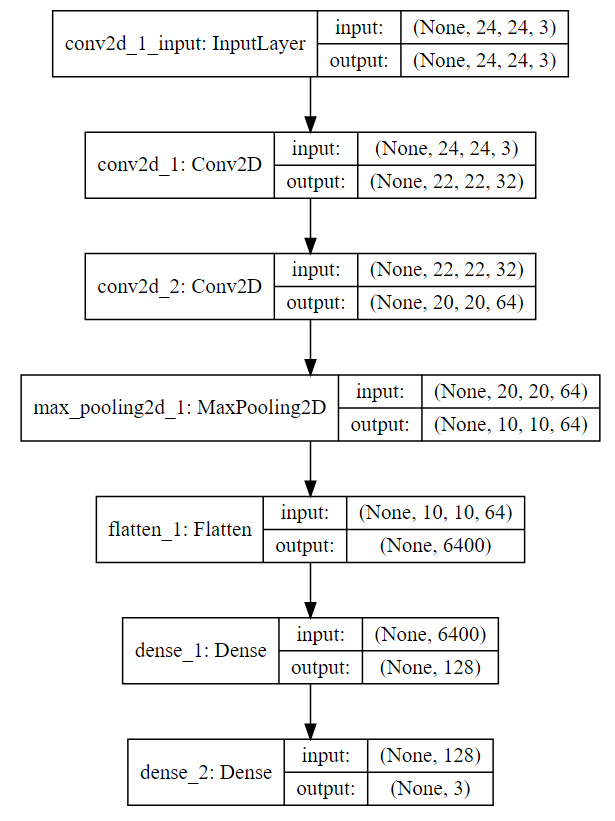 conv2d_1_input: InputLayer
input:
(None, 24, 24, 3)
output:
(None, 24, 24, 3)
conv2d_1: Conv2D
input:
(None, 24, 24, 3)
output:
(None, 22, 22, 32)
conv2d_2: Conv2D
input:
(None, 22, 22, 32)
output:
(None, 20, 20, 64)
max_pooling2d_1: MaxPooling2D
input:
(None, 20, 20, 64)
output:
(None, 10, 10, 64)
flatten_1: Flatten
input:
(None, 10, 10, 64)
output:
(None, 6400)
dense_1: Dense
input:
(None, 6400)
output:
(None, 128)
dense_2: Dense
input:
(None, 128)
output:
(None, 3)